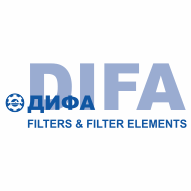 DIFA
ДИФА
FILTERS & FILTER ELEMENTS